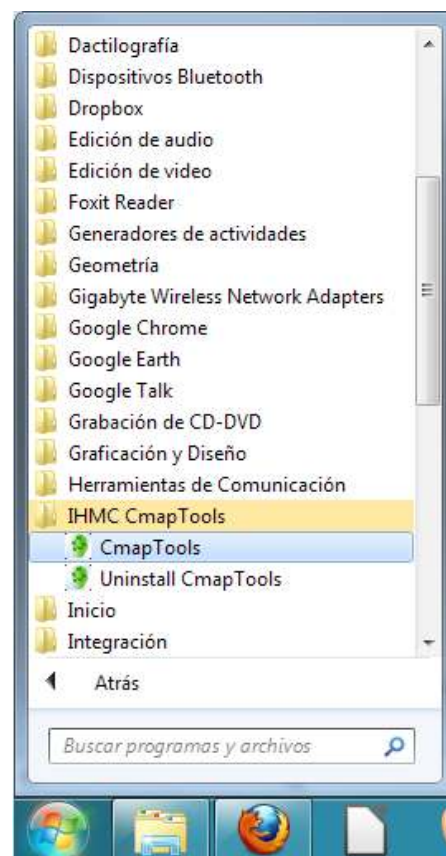 Dactilografía
Dispositivos Bluetooth
Dropbox
Edición de audio
Edición de video
Foxit Reader
Generadores de actividades
Geometría
Gigabyte Wireless Network Adapters
Google Chrome
Google Earth
Google Talk
Grabación de CD-DVD
Graficación y Diseño
Herramientas de Comunicación
IHMC CmapTools
CmapTools
Uninstall CmapTools
Inicio
Integración
Atrás
Buscar programas y archivos